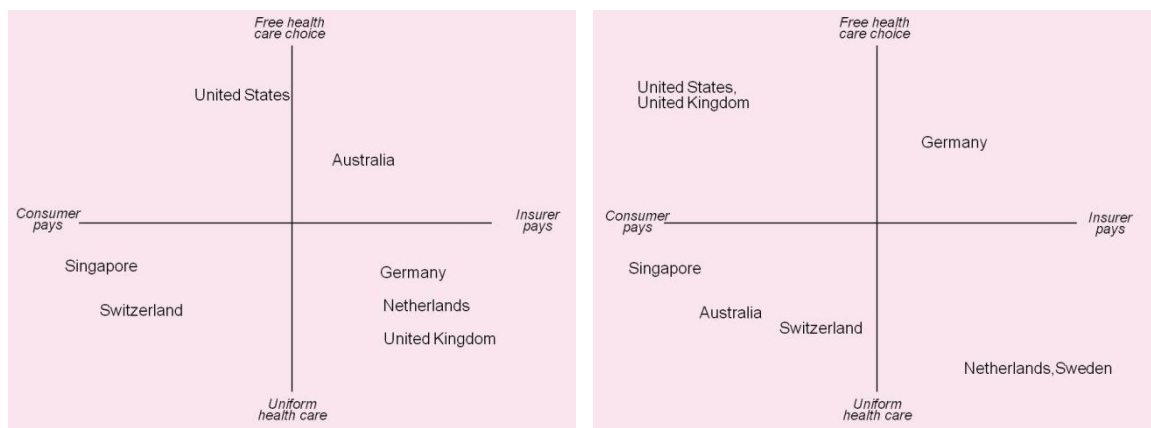 Free health
care choice
United States
Australia
Consumer
pays
Insurer
pays
Singapore
Germany
Switzerland
Netherlands
United Kingdom
Uniform
health care
Free health
care choice
United States,
United Kingdom
Germany
Consumer
pays
Insurer
pays
Singapore
Australia
Switzerland
Netherlands,Sweden
Uniform
health care